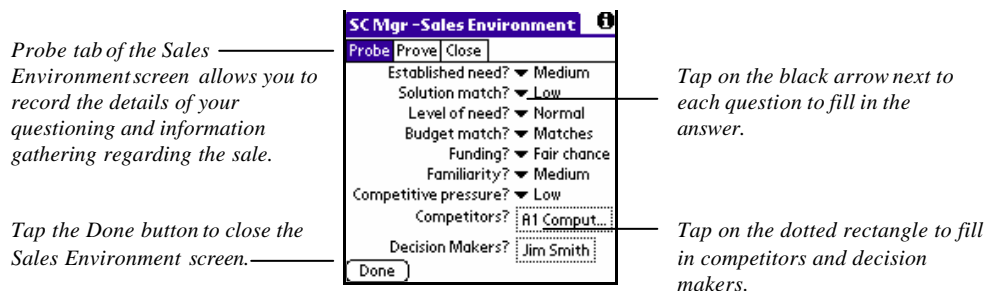 Probe tab of the Sales
Environment screen allows you to
record the details of your
questioning and information
gathering regarding the sale.
Tap the Done button to close the
Sales Environment screen.
SC Mgr -Sales Environment
Probe Prove Close
Established need? Medium
Solution match? Low
Level of need? Normal
Budget match? Matches
Funding? Fair chance
Familiarity? Medium
Competitive pressure? Low
Competitors? A1 Comput...
Decision Makers? Jim Smith
Done
Tap on the black arrow next to
each question to fill in the
answer.
Tap on the dotted rectangle to fill
in competitors and decision
makers.